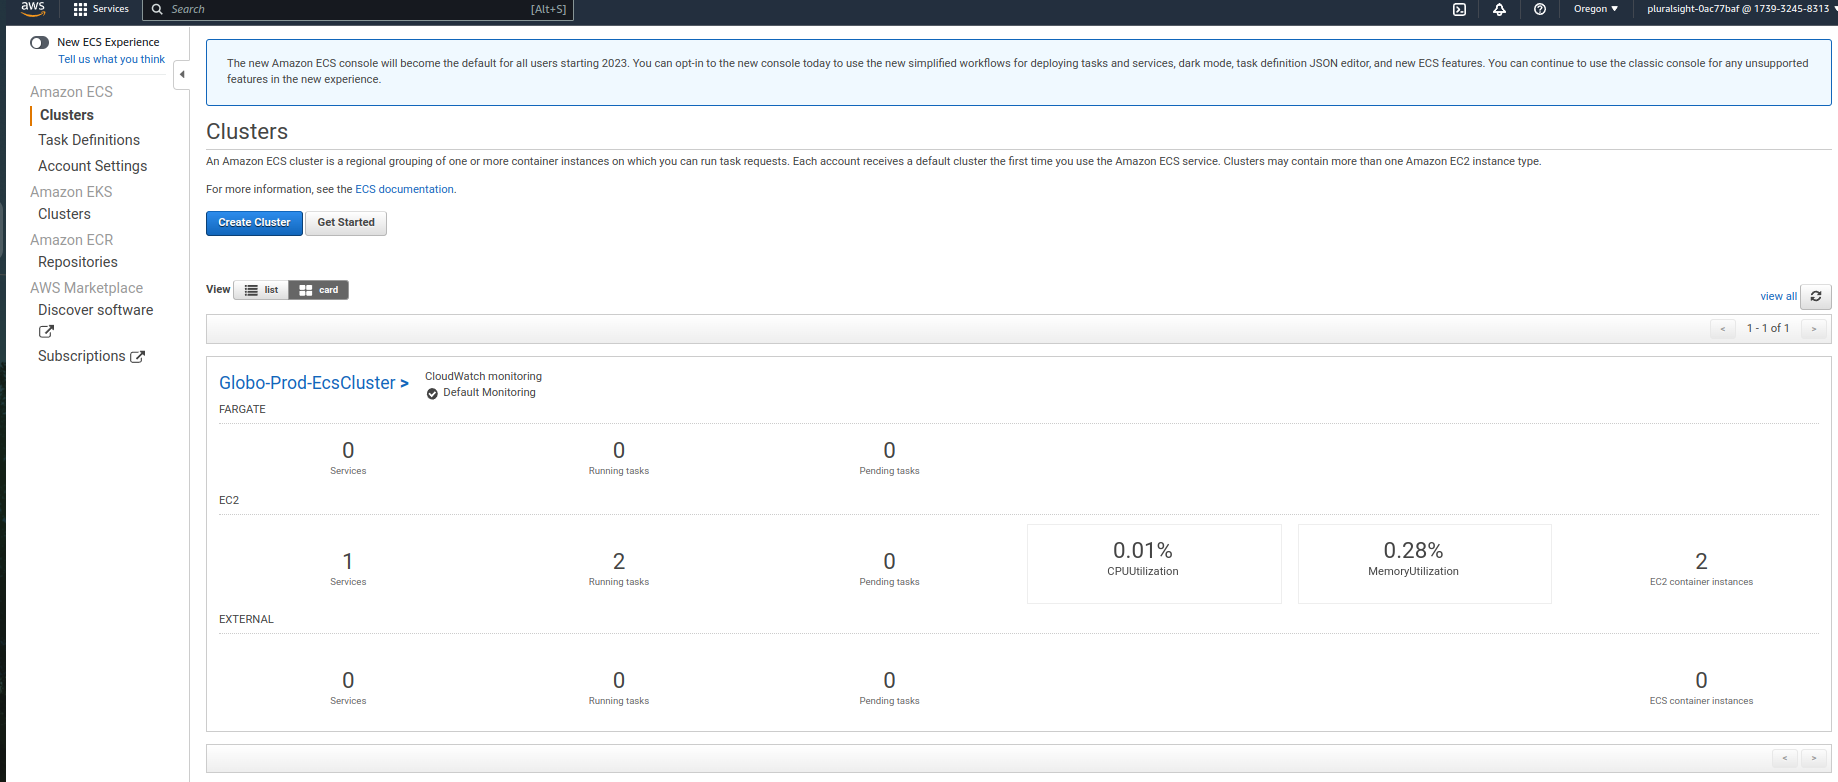 aws
Services
Search
[Alt+S]
Oregon
pluralsight-0ac77baf @ 1739-3245-8313
New ECS Experience
Tell us what you think
Amazon ECS
Clusters
Task Definitions
Account Settings
Amazon EKS
Clusters
Amazon ECR
Repositories
AWS Marketplace
Discover software
Subscriptions
The new Amazon ECS console will become the default for all users starting 2023. You can opt-in to the new console today to use the new simplified workflows for deploying tasks and services, dark mode, task definition JSON editor, and new ECS features. You can continue to use the classic console for any unsupported
features in the new experience.
Clusters
An Amazon ECS cluster is a regional grouping of one or more container instances on which you can run task requests. Each account receives a default cluster the first time you use the Amazon ECS service. Clusters may contain more than one Amazon EC2 instance type.
For more information, see the ECS documentation.
Create Cluster
Get Started
View
list
card
view all
< 1 - 1 of 1 >
Globo-Prod-EcsCluster >
CloudWatch monitoring
Default Monitoring
FARGATE
0
0
0
Services
Running tasks
Pending tasks
EC2
1
2
0
0.01%
0.28%
2
Services
Running tasks
Pending tasks
CPUUtilization
MemoryUtilization
EC2 container instances
EXTERNAL
0
0
0
0
Services
Running tasks
Pending tasks
ECS container instances
< >